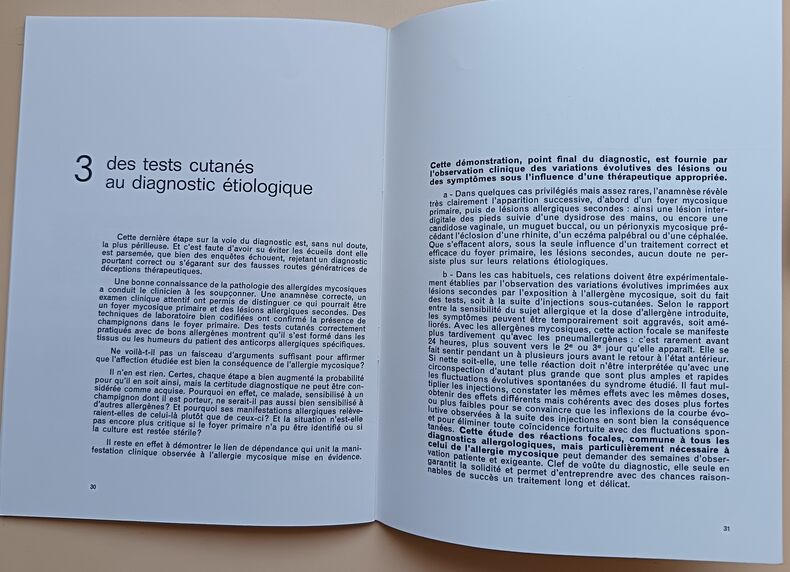 3 des tests cutanés
au diagnostic étiologique
Cette dernière étape sur la voie du diagnostic est, sans nul doute,
la plus périlleuse. Et c'est faute d'avoir su éviter les écueils dont elle
est parsemée, que bien des enquêtes échouent, rejetant un diagnostic
pourtant correct ou s'égarant sur des fausses routes génératrices de
déceptions thérapeutiques.
Une bonne connaissance de la pathologie des allergides mycosiques
a conduit le clinicien à les soupçonner. Une anamnèse correcte, un
examen clinique attentif ont permis de distinguer ce qui pourrait être
un foyer mycosique primaire et des lésions allergiques secondes. Des
techniques de laboratoire bien codifiées ont confirmé la présence de
champignons dans le foyer primaire. Des tests cutanés correctement
pratiqués avec de bons allergènes montrent qu'il s'est formé dans les
tissus ou les humeurs du patient des anticorps allergiques spécifiques.
Ne voilà-t-il pas un faisceau d'arguments suffisant pour affirmer
que l'affection étudiée est bien la conséquence de l'allergie mycosique?
Il n'en est rien. Certes, chaque étape a bien augmenté la probabilité
pour qu'il en soit ainsi, mais la certitude diagnostique ne peut être con-
sidérée comme acquise. Pourquoi en effet, ce malade, sensibilisé à un
champignon dont il est porteur, ne serait-il pas aussi bien sensibilisé à
d'autres allergènes? Et pourquoi ses manifestations allergiques relève-
raient-elles de celui-là plutôt que de ceux-ci? Et la situation n'est-elle
pas encore plus critique si le foyer primaire n'a pu être identifié ou si
la culture est restée stérile?
Il reste en effet à démontrer le lien de dépendance qui unit la mani-
festation clinique observée à l'allergie mycosique mise en évidence.
30
Cette démonstration, point final du diagnostic, est fournie par
l'observation clinique des variations évolutives des lésions ou
des symptômes sous l'influence d'une thérapeutique appropriée.
a - Dans quelques cas privilégiés mais assez rares, l'anamnèse révèle
très clairement l'apparition successive, d'abord d'un foyer mycosique
primaire, puis de lésions allergiques secondes : ainsi une lésion inter-
digitale des pieds suivie d'une dysidrose des mains, ou encore une
candidose vaginale, un muguet buccal, ou un périonyxis mycosique pré-
cédant l'éclosion d'une rhinite, d'un eczéma palpébral ou d'une céphalée.
Que s'effacent alors, sous la seule influence d'un traitement correct et
efficace du foyer primaire, les lésions secondes, aucun doute ne per-
siste plus sur leurs relations étiologiques.
b - Dans les cas habituels, ces relations doivent être expérimentale-
ment établies par l'observation des variations évolutives imprimées aux
lésions secondes par l'exposition à l'allergène mycosique, soit du fait
des tests, soit à la suite d'injections sous-cutanées. Selon le rapport
entre la sensibilité du sujet allergique et la dose d'allergène introduite,
les symptômes peuvent être temporairement soit aggravés, soit amé-
liorés. Avec les allergènes mycosiques, cette action focale se manifeste
plus tardivement qu'avec les pneumallergènes : c'est rarement avant
24 heures, plus souvent vers le 2e ou 3e jour qu'elle apparaît. Elle se
fait sentir pendant un à plusieurs jours avant le retour à l'état antérieur.
Si nette soit-elle, une telle réaction doit n'être interprétée qu'avec une
circonspection d'autant plus grande que sont plus amples et rapides
les fluctuations évolutives spontanées du syndrome étudié. Il faut mul-
tiplier les injections, constater les mêmes effets avec les mêmes doses,
obtenir des effets différents mais cohérents avec des doses plus fortes
ou plus faibles pour se convaincre que les inflexions de la courbe évo-
lutive observées à la suite des injections en sont bien la conséquence
et pour éliminer toute coïncidence fortuite avec des fluctuations spon-
tanées. Cette étude des réactions focales, commune à tous les
diagnostics allergologiques, mais particulièrement nécessaire à
celui de l'allergie mycosique peut demander des semaines d'obser-
vation patiente et exigeante. Clef de voûte du diagnostic, elle seule en
garantit la solidité et permet d'entreprendre avec des chances raison-
nables de succès un traitement long et délicat.
31